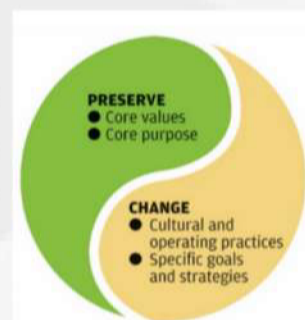 PRESERVE
● Core values
● Core purpose
CHANGE
● Cultural and
operating practices
● Specific goals
and strategies